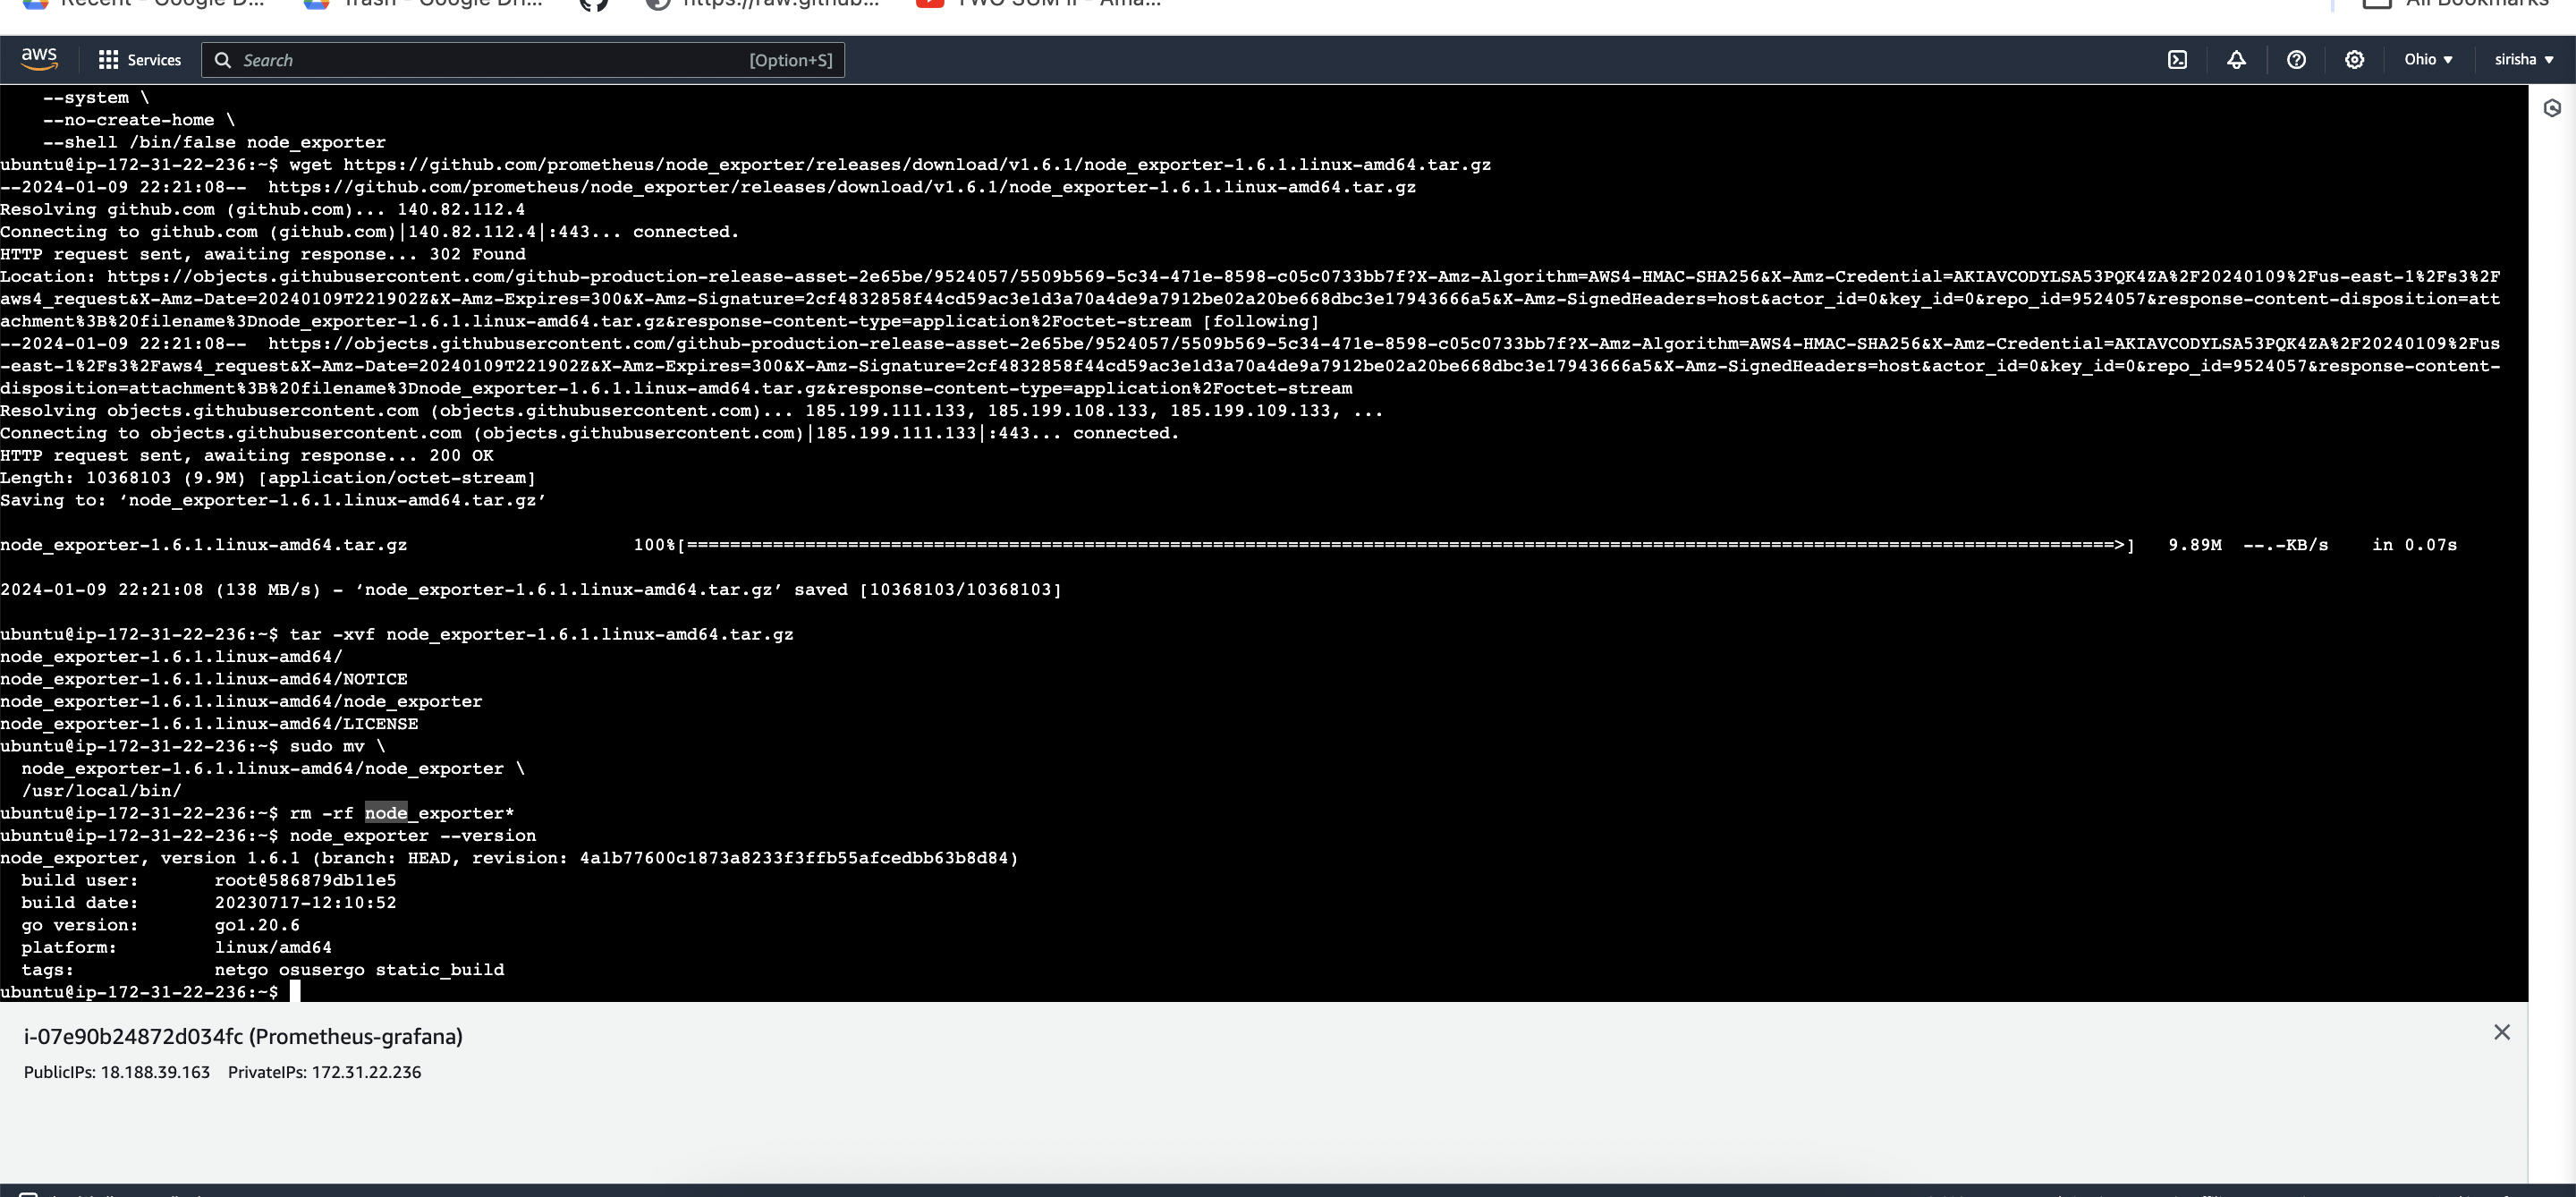 Recent - Google D... Trash - Google Dri... https://raw.github... TWO SUM II - Ama... All Bookmarks
aws Services Search [Option+S] Ohio ▼ sirisha ▼
--system \
--no-create-home \
--shell /bin/false node_exporter
ubuntu@ip-172-31-22-236:~$ wget https://github.com/prometheus/node_exporter/releases/download/v1.6.1/node_exporter-1.6.1.linux-amd64.tar.gz
--2024-01-09 22:21:08--  https://github.com/prometheus/node_exporter/releases/download/v1.6.1/node_exporter-1.6.1.linux-amd64.tar.gz
Resolving github.com (github.com)... 140.82.112.4
Connecting to github.com (github.com)|140.82.112.4|:443... connected.
HTTP request sent, awaiting response... 302 Found
Location: https://objects.githubusercontent.com/github-production-release-asset-2e65be/9524057/5509b569-5c34-471e-8598-c05c0733bb7f?X-Amz-Algorithm=AWS4-HMAC-SHA256&X-Amz-Credential=AKIAVCODYLSA53PQK4ZA%2F20240109%2Fus-east-1%2Fs3%2F
aws4_request&X-Amz-Date=20240109T221902Z&X-Amz-Expires=300&X-Amz-Signature=2cf4832858f44cd59ac3e1d3a70a4de9a7912be02a20be668dbc3e17943666a5&X-Amz-SignedHeaders=host&actor_id=0&key_id=0&repo_id=9524057&response-content-disposition=att
achment%3B%20filename%3Dnode_exporter-1.6.1.linux-amd64.tar.gz&response-content-type=application%2Foctet-stream [following]
--2024-01-09 22:21:08--  https://objects.githubusercontent.com/github-production-release-asset-2e65be/9524057/5509b569-5c34-471e-8598-c05c0733bb7f?X-Amz-Algorithm=AWS4-HMAC-SHA256&X-Amz-Credential=AKIAVCODYLSA53PQK4ZA%2F20240109%2Fus
-east-1%2Fs3%2Faws4_request&X-Amz-Date=20240109T221902Z&X-Amz-Expires=300&X-Amz-Signature=2cf4832858f44cd59ac3e1d3a70a4de9a7912be02a20be668dbc3e17943666a5&X-Amz-SignedHeaders=host&actor_id=0&key_id=0&repo_id=9524057&response-content-
disposition=attachment%3B%20filename%3Dnode_exporter-1.6.1.linux-amd64.tar.gz&response-content-type=application%2Foctet-stream
Resolving objects.githubusercontent.com (objects.githubusercontent.com)... 185.199.111.133, 185.199.108.133, 185.199.109.133, ...
Connecting to objects.githubusercontent.com (objects.githubusercontent.com)|185.199.111.133|:443... connected.
HTTP request sent, awaiting response... 200 OK
Length: 10368103 (9.9M) [application/octet-stream]
Saving to: ‘node_exporter-1.6.1.linux-amd64.tar.gz’
node_exporter-1.6.1.linux-amd64.tar.gz 100%[=====================================================================================================================================>] 9.89M --.-KB/s in 0.07s
2024-01-09 22:21:08 (138 MB/s) - ‘node_exporter-1.6.1.linux-amd64.tar.gz’ saved [10368103/10368103]
ubuntu@ip-172-31-22-236:~$ tar -xvf node_exporter-1.6.1.linux-amd64.tar.gz
node_exporter-1.6.1.linux-amd64/
node_exporter-1.6.1.linux-amd64/NOTICE
node_exporter-1.6.1.linux-amd64/node_exporter
node_exporter-1.6.1.linux-amd64/LICENSE
ubuntu@ip-172-31-22-236:~$ sudo mv \
node_exporter-1.6.1.linux-amd64/node_exporter \
/usr/local/bin/
ubuntu@ip-172-31-22-236:~$ rm -rf node_exporter*
ubuntu@ip-172-31-22-236:~$ node_exporter --version
node_exporter, version 1.6.1 (branch: HEAD, revision: 4a1b77600c1873a8233f3ffb55afcedbb63b8d84)
build user: root@586879db11e5
build date: 20230717-12:10:52
go version: go1.20.6
platform: linux/amd64
tags: netgo osusergo static_build
ubuntu@ip-172-31-22-236:~$
i-07e90b24872d034fc (Prometheus-grafana)
PublicIPs: 18.188.39.163 PrivateIPs: 172.31.22.236